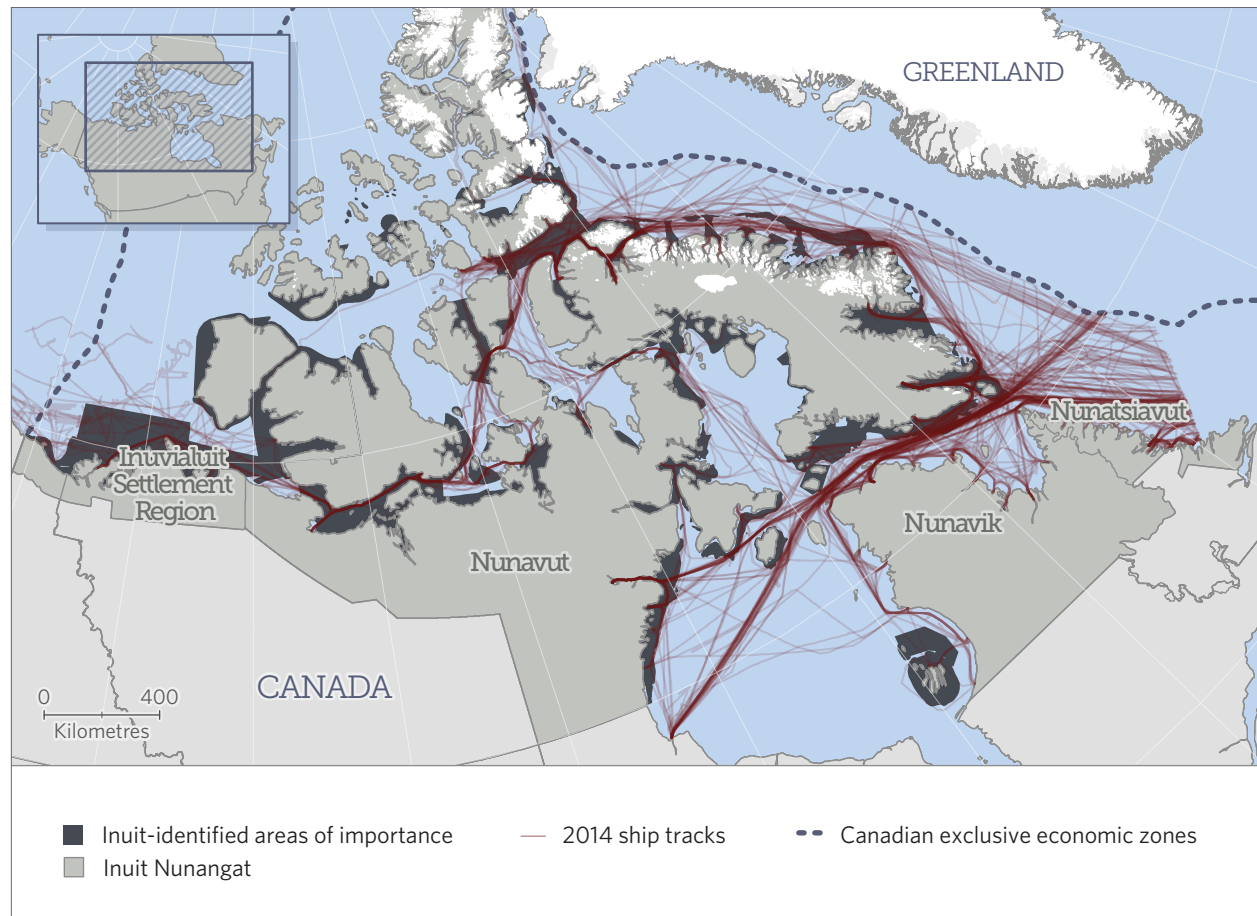 GREENLAND
Nunatsiavut
Inuvialuit
Settlement
Region
Nunavik
Nunavut
CANADA
0 400
Kilometres
Inuit-identified areas of importance
2014 ship tracks
Canadian exclusive economic zones
Inuit Nunangat